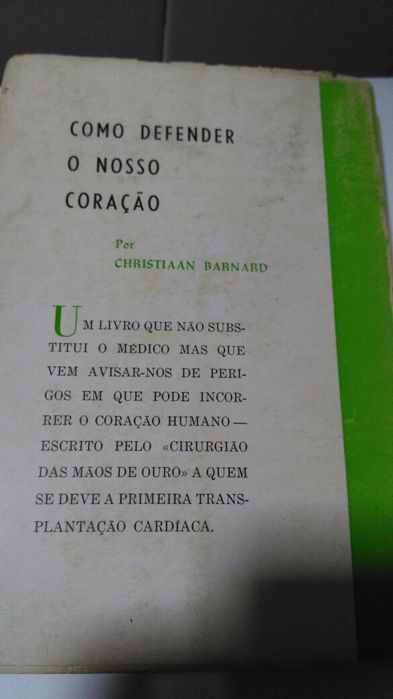 COMO DEFENDER
O NOSSO
CORAÇÃO
Por
CHRISTIAAN BARNARD
UM LIVRO QUE NÃO SUBS-
TITUI O MÉDICO MAS QUE
VEM AVISAR-NOS DE PERI-
GOS EM QUE PODE INCOR-
RER O CORAÇÃO HUMANO —
ESCRITO PELO «CIRURGIÃO
DAS MÃOS DE OURO» A QUEM
SE DEVE A PRIMEIRA TRANS-
PLANTAÇÃO CARDÍACA.